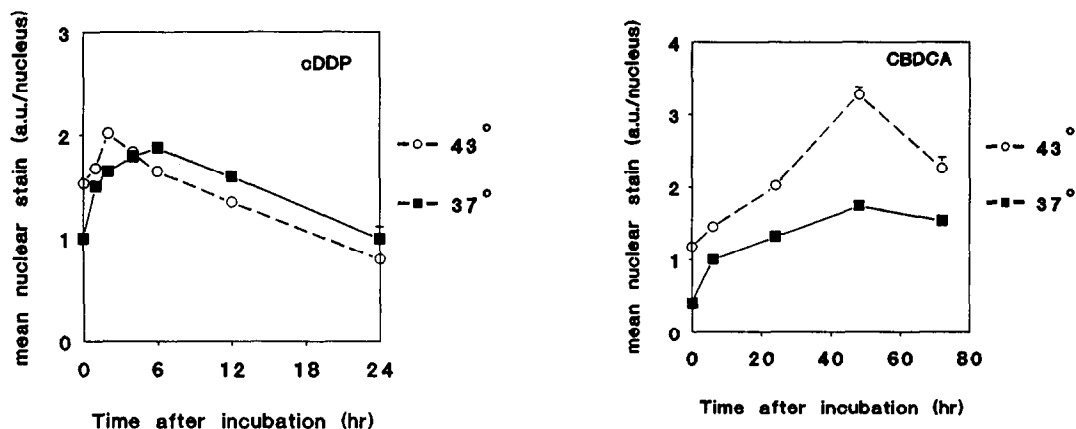 mean nuclear stain (a.u./nucleus)
3
2
1
0
cDDP
43°
37°
0 6 12 18 24
Time after incubation (hr)
mean nuclear stain (a.u./nucleus)
4
3
2
1
0
CBDCA
43°
37°
0 20 40 60 80
Time after incubation (hr)